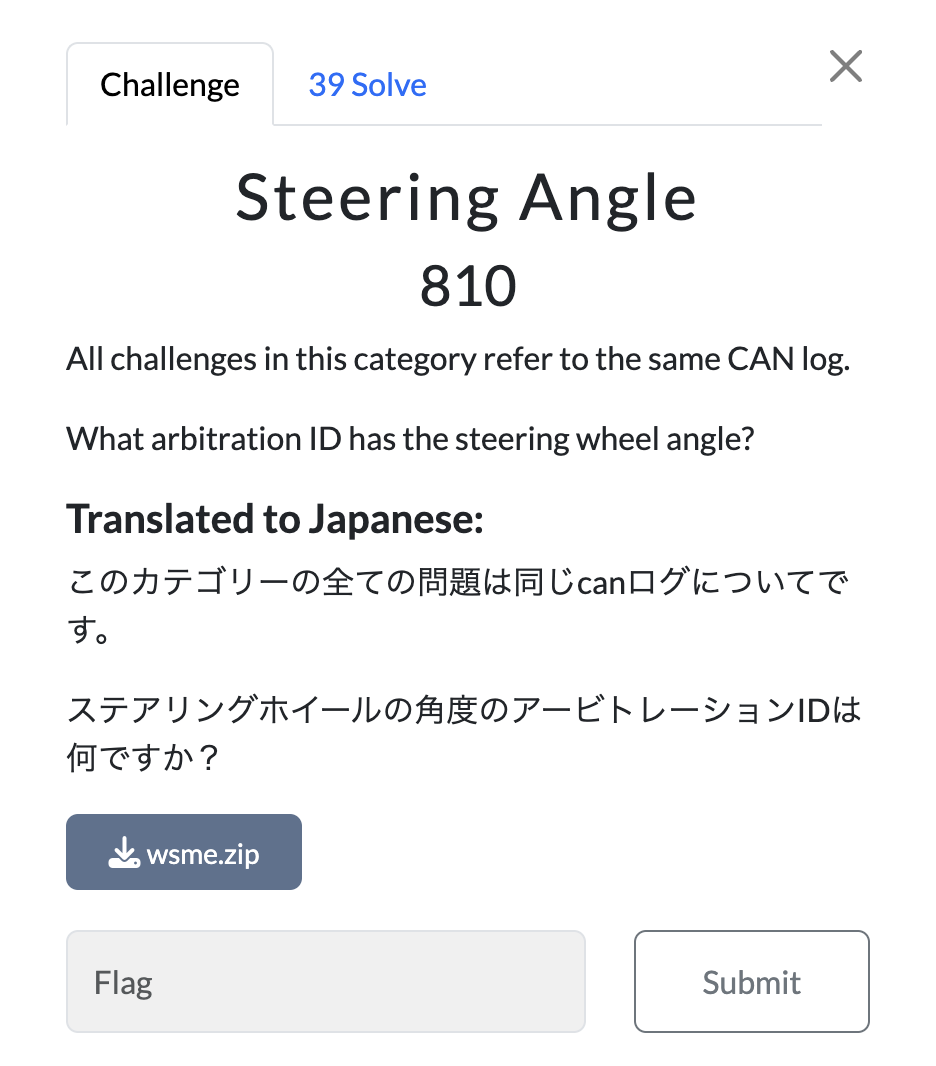 Challenge
39 Solve
Steering Angle
810
All challenges in this category refer to the same CAN log.
What arbitration ID has the steering wheel angle?
Translated to Japanese:
このカテゴリーの全ての問題は同じcanログについてで
す。
ステアリングホイールの角度のアービトレーションIDは
何ですか？
wsme.zip
Flag
Submit